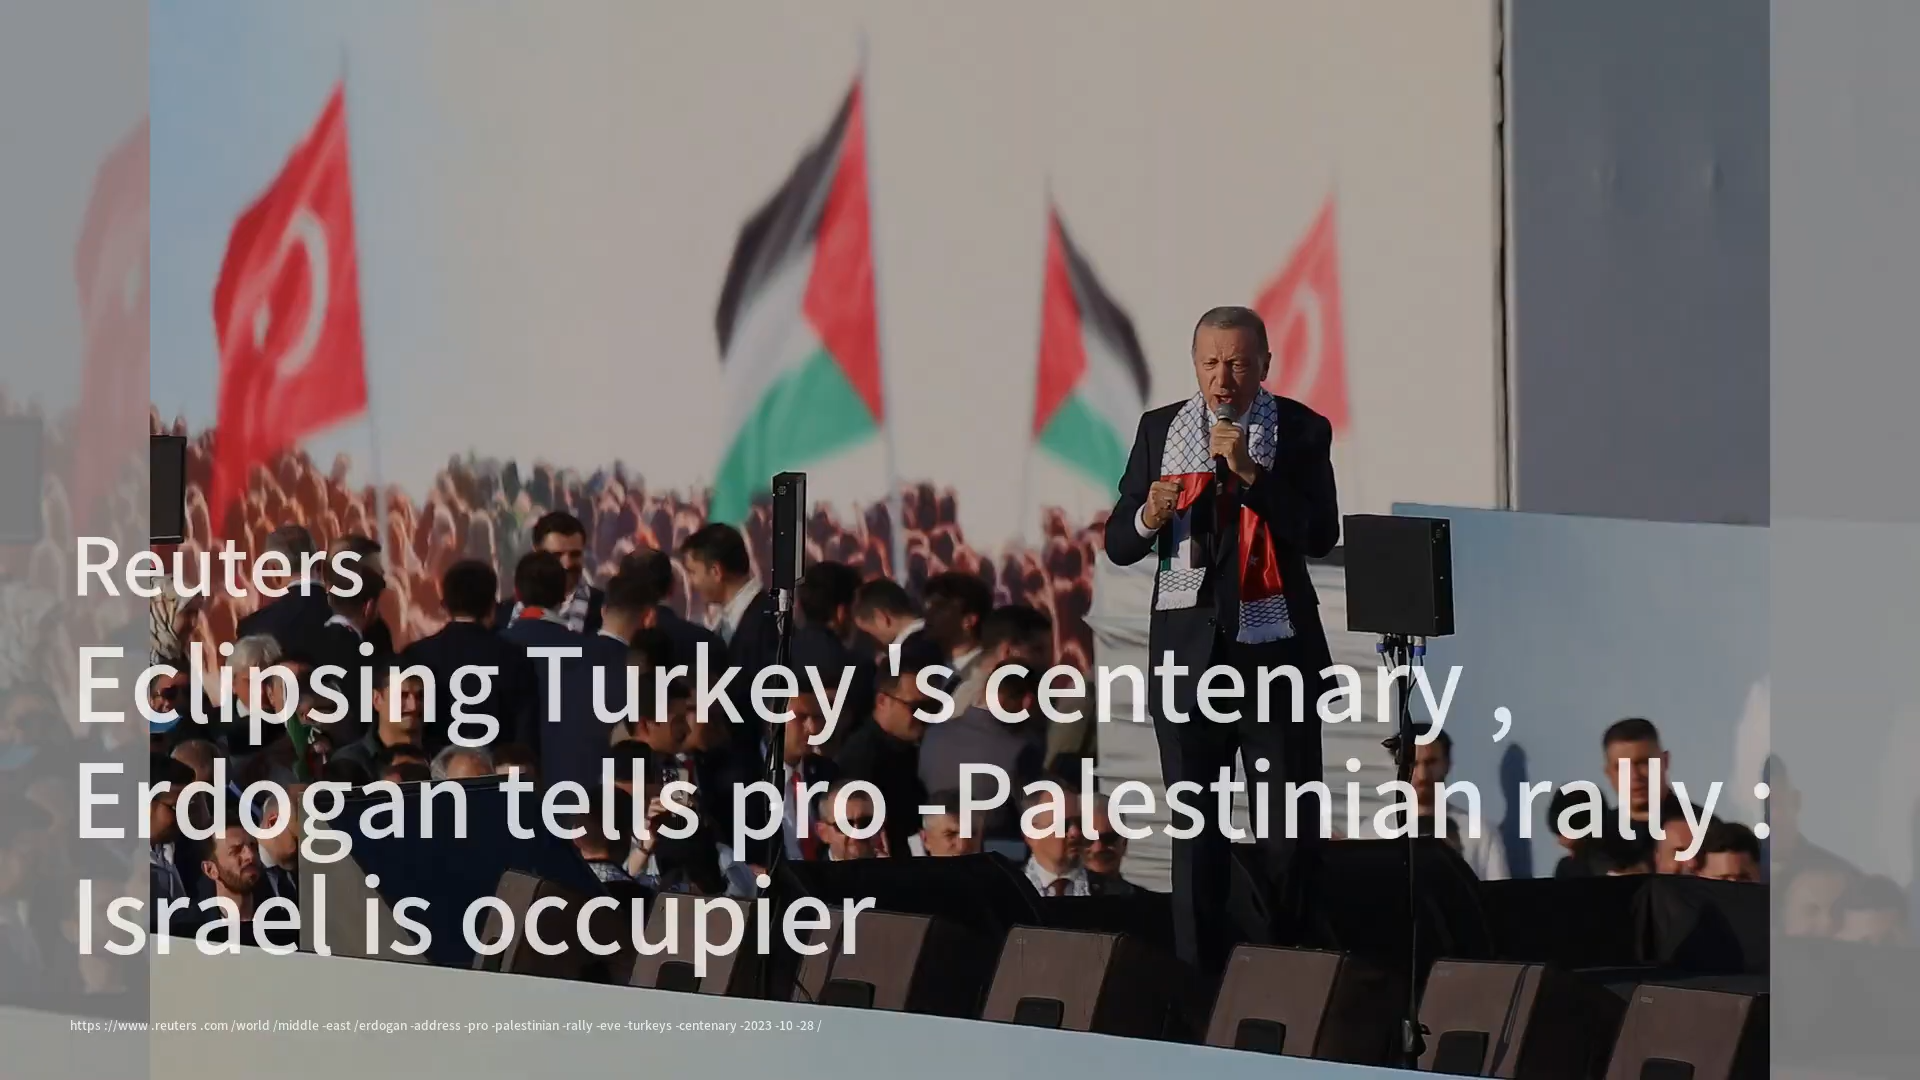 Reuters
Eclipsing Turkey 's centenary ,
Erdogan tells pro -Palestinian rally :
Israel is occupier
https ://www .reuters .com /world /middle -east /erdogan -address -pro -palestinian -rally -eve -turkeys -centenary -2023 -10 -28 /